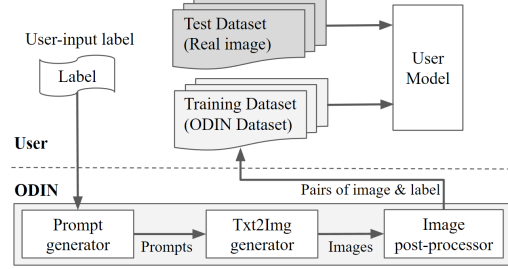 User-input label
Label
Test Dataset
(Real image)
Training Dataset
(ODIN Dataset)
User
Model
User
ODIN
Pairs of image & label
Prompt
generator
Prompts
Txt2Img
generator
Images
Image
post-processor